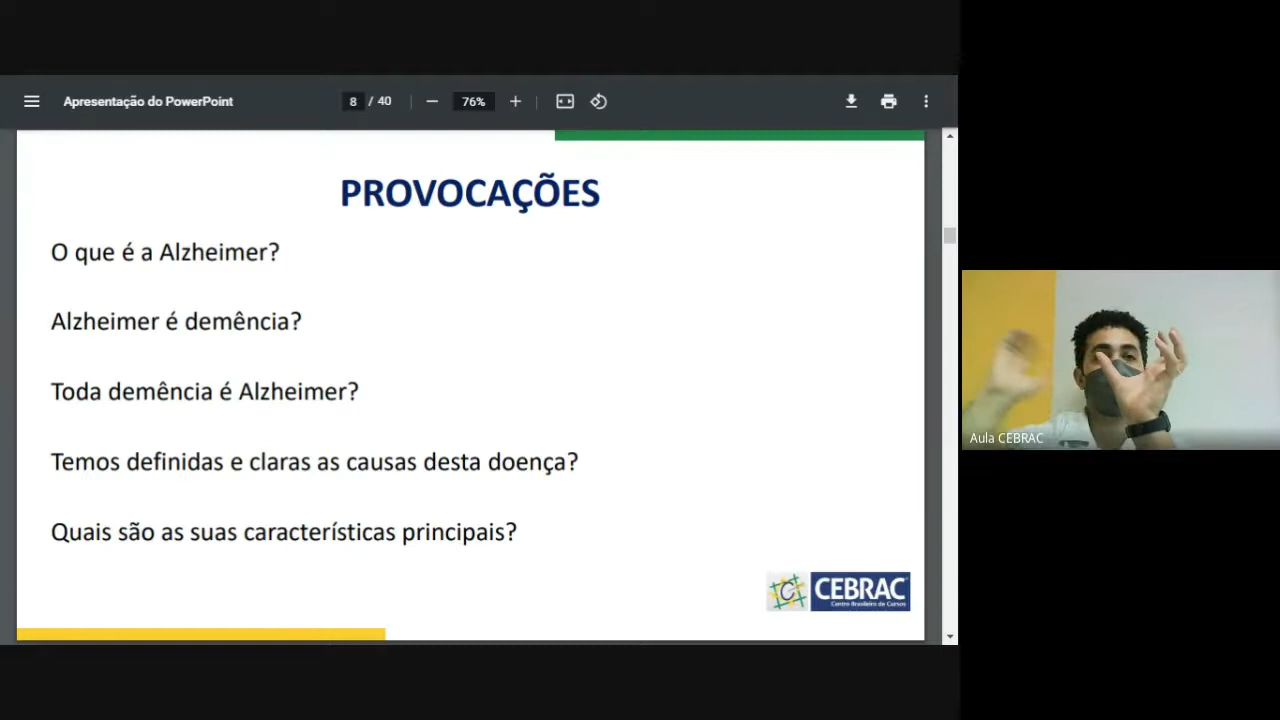 Apresentação do PowerPoint
8 / 40
76%
PROVOCAÇÕES
O que é a Alzheimer?
Alzheimer é demência?
Toda demência é Alzheimer?
Temos definidas e claras as causas desta doença?
Quais são as suas características principais?
C CEBRAC
Centro Brasileiro de Cursos
Aula CEBRAC